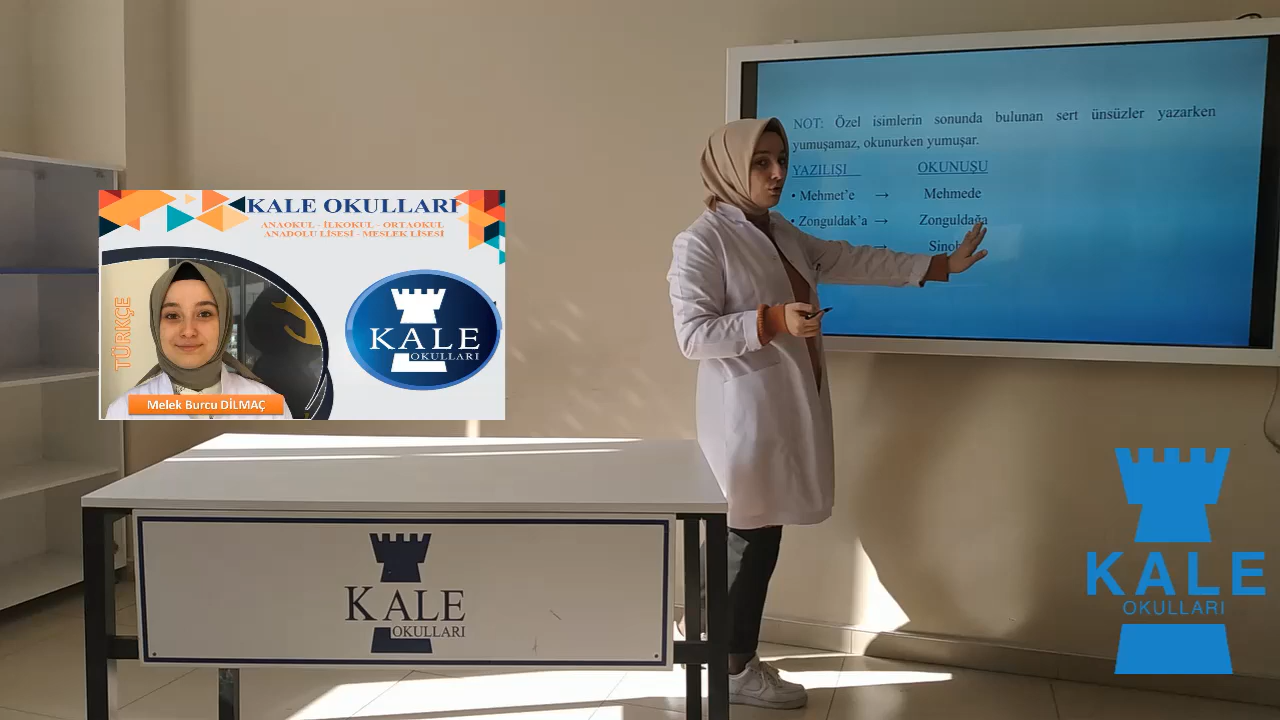 NOT: Özel isimlerin sonunda bulunan sert ünsüzler yazarken
yumuşamaz, okunurken yumuşar.
YAZILIŞI OKUNUŞU
• Mehmet'e → Mehmede
• Zonguldak'a → Zonguldağa
→
KALE OKULLARI
ANAOKUL - İLKOKUL - ORTAOKUL
ANADOLU LİSESİ - MESLEK LİSESİ
TÜRKÇE
KALE
OKULLARI
Melek Burcu DİLMAÇ
KALE
OKULLARI
KALE
OKULLARI